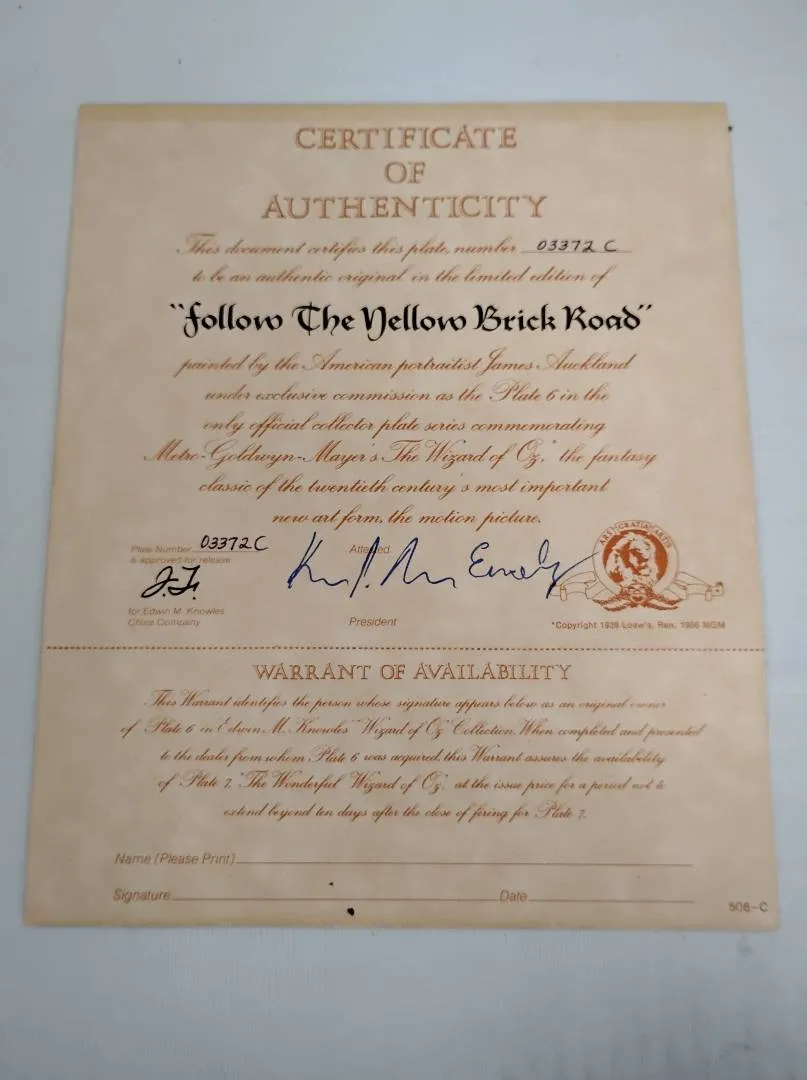 CERTIFICATE
OF
AUTHENTICITY
This document certifies this plate, number 03372 C
to be an authentic original in the limited edition of
"Follow The Yellow Brick Road"
painted by the American portraitist James Auckland
under exclusive commission as the Plate 6 in the
only official collector plate series commemorating
Metro-Goldwyn-Mayer's "The Wizard of Oz," the fantasy
classic of the twentieth century's most important
new art form, the motion picture.
Plate Number 03372 C
is approved for release
for Edwin M. Knowles
China Company
Attested
President
ARS GRATIA ARTIS
*Copyright 1939 Loew's, Ren. 1966 MGM
WARRANT OF AVAILABILITY
This Warrant identifies the person whose signature appears below as an original owner
of Plate 6 in Edwin M. Knowles' "Wizard of Oz" Collection. When completed and presented
to the dealer from whom Plate 6 was acquired, this Warrant assures the availability
of Plate 7, "The Wonderful Wizard of Oz," at the issue price for a period not to
extend beyond ten days after the close of firing for Plate 7.
Name (Please Print)
Signature Date
506-C